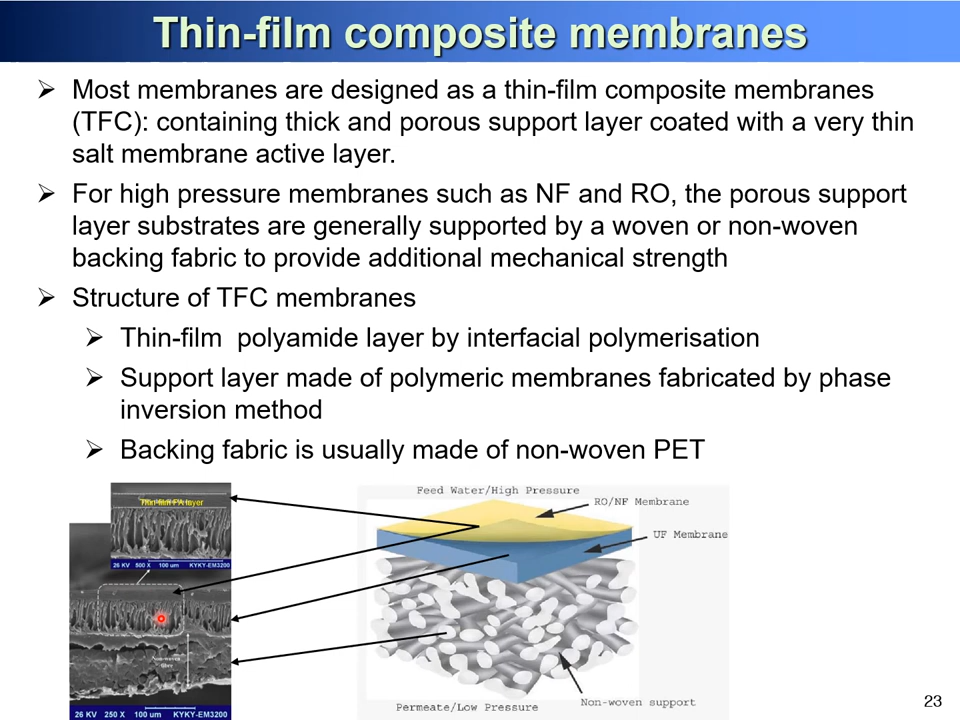 Thin-film composite membranes
Most membranes are designed as a thin-film composite membranes
(TFC): containing thick and porous support layer coated with a very thin
salt membrane active layer.
For high pressure membranes such as NF and RO, the porous support
layer substrates are generally supported by a woven or non-woven
backing fabric to provide additional mechanical strength
Structure of TFC membranes
Thin-film polyamide layer by interfacial polymerisation
Support layer made of polymeric membranes fabricated by phase
inversion method
Backing fabric is usually made of non-woven PET
Thin-film PA layer
26 KV 500 X 100 um KYKY-EM3200
Non-woven
26 KV 250 X 100 um KYKY-EM3200
Feed Water/High Pressure
RO/NF Membrane
UF Membrane
Non-woven support
Permeate/Low Pressure
23